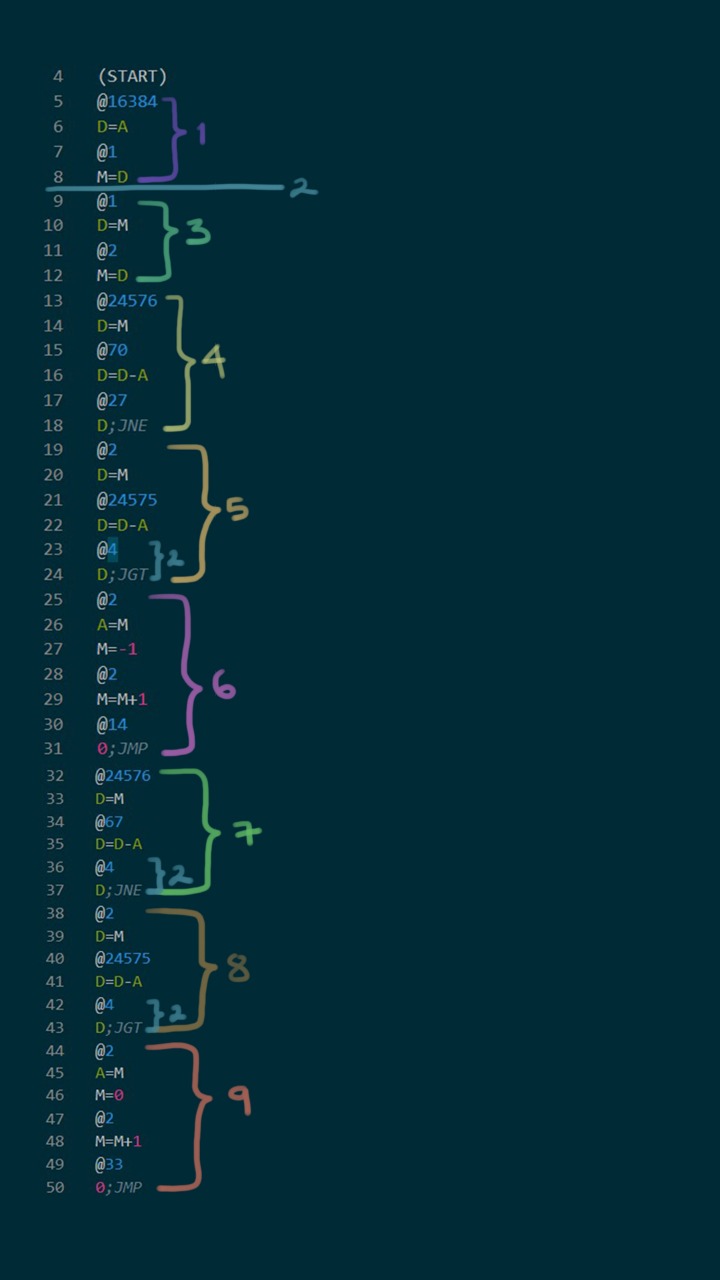 4 (START)
5 @16384
6 D=A
7 @1
1
8 M=D
2
9 @1
10 D=M
3
11 @2
12 M=D
13 @24576
14 D=M
15 @70
4
16 D=D-A
17 @27
18 D;JNE
19 @2
20 D=M
21 @24575
5
22 D=D-A
23 @4
2
24 D;JGT
25 @2
26 A=M
27 M=-1
28 @2
6
29 M=M+1
30 @14
31 0;JMP
32 @24576
33 D=M
34 @67
7
35 D=D-A
36 @4
2
37 D;JNE
38 @2
39 D=M
40 @24575
8
41 D=D-A
42 @4
2
43 D;JGT
44 @2
45 A=M
46 M=0
9
47 @2
48 M=M+1
49 @33
50 0;JMP